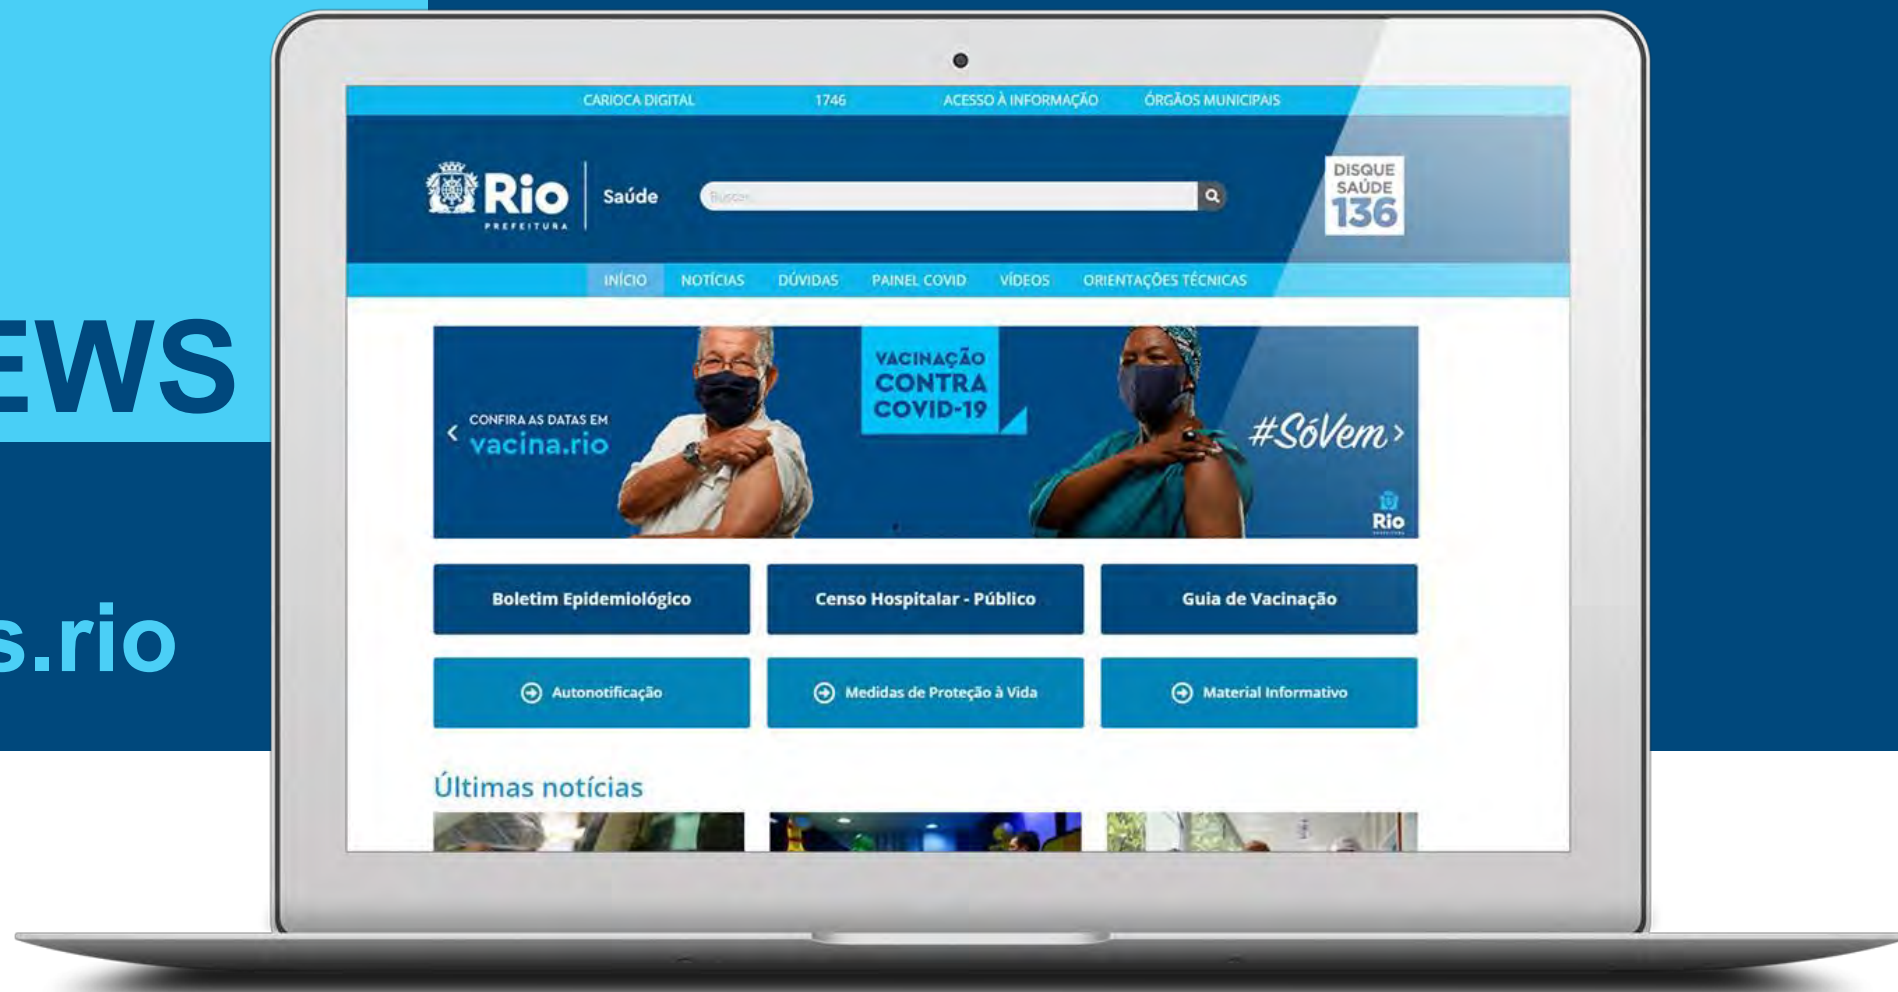 EWS
s.rio
CARIOCA DIGITAL 1746 ACESSO À INFORMAÇÃO ÓRGÃOS MUNICIPAIS
Rio
PREFEITURA
Saúde
Buscar...
DISQUE
SAÚDE
136
INÍCIO NOTÍCIAS DÚVIDAS PAINEL COVID VÍDEOS ORIENTAÇÕES TÉCNICAS
CONFIRA AS DATAS EM
vacina.rio
VACINAÇÃO
CONTRA
COVID-19
#SóVem
Rio
Boletim Epidemiológico
Censo Hospitalar - Público
Guia de Vacinação
Autonotificação
Medidas de Proteção à Vida
Material Informativo
Últimas notícias